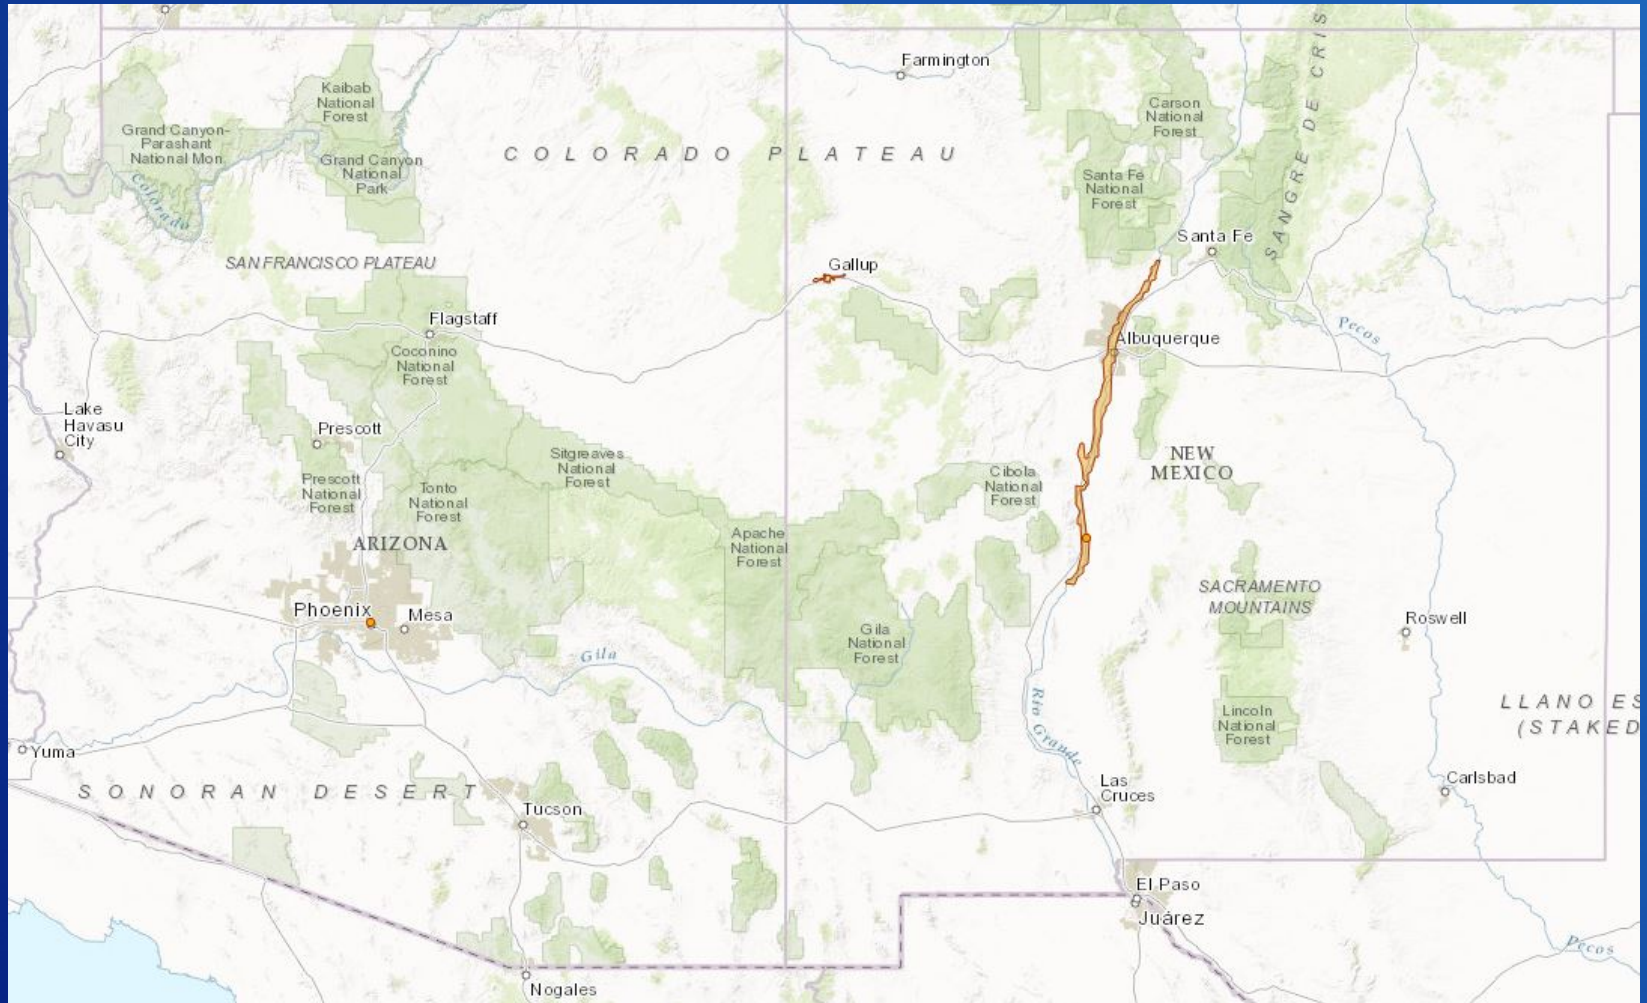 Farmington
Kaibab
National
Forest
Carson
National
Forest
Grand Canyon-
Parashant
National Mon.
Grand Canyon
National
Park
COLORADO PLATEAU
SANGRE DE CRIS
Santa Fe
National
Forest
Colorado
Santa Fe
SAN FRANCISCO PLATEAU
Gallup
Flagstaff
Pecos
Albuquerque
Coconino
National
Forest
Lake
Havasu
City
Prescott
Sitgreaves
National
Forest
NEW
MEXICO
Cibola
National
Forest
Prescott
National
Forest
Tonto
National
Forest
ARIZONA
Apache
National
Forest
SACRAMENTO
MOUNTAINS
Phoenix
Mesa
Roswell
Gila
National
Forest
Gila
Rio Grande
LLANO ES
(STAKED
Lincoln
National
Forest
Yuma
Las
Cruces
Carlsbad
SONORAN DESERT
Tucson
El Paso
Juárez
Pecos
Nogales